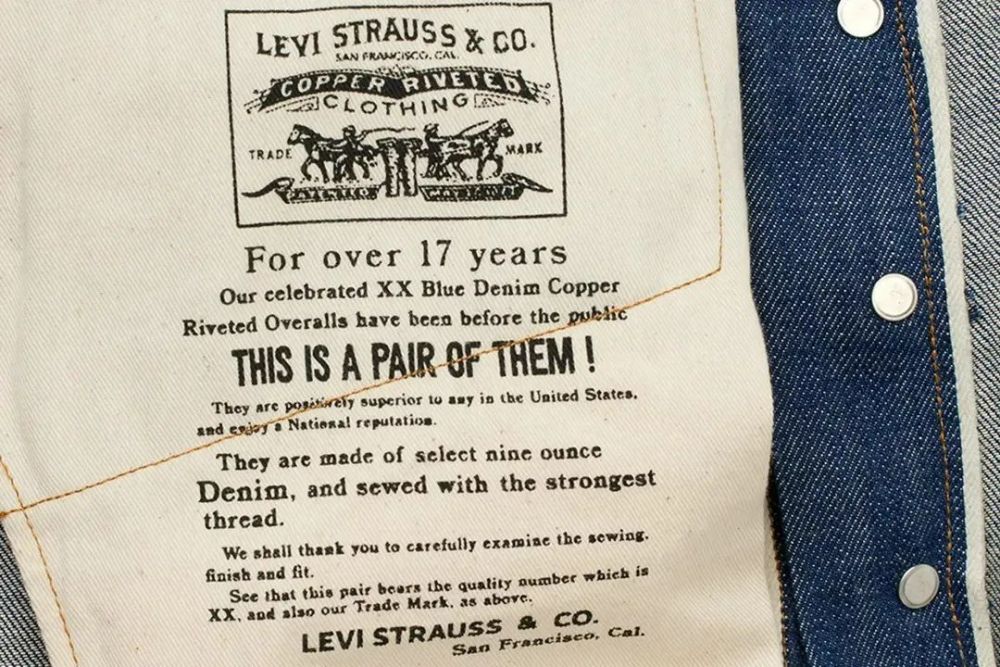 LEVI STRAUSS & CO.
SAN FRANCISCO, CAL.
COPPER RIVETED
CLOTHING
TRADE MARK
PATENTED
For over 17 years
Our celebrated XX Blue Denim Copper
Riveted Overalls have been before the public
THIS IS A PAIR OF THEM !
They are positively superior to any in the United States,
and enjoy a National reputation.
They are made of select nine ounce
Denim, and sewed with the strongest
thread.
We shall thank you to carefully examine the sewing,
finish and fit.
See that this pair bears the quality number which is
XX, and also our Trade Mark, as above.
LEVI STRAUSS & CO.
San Francisco, Cal.